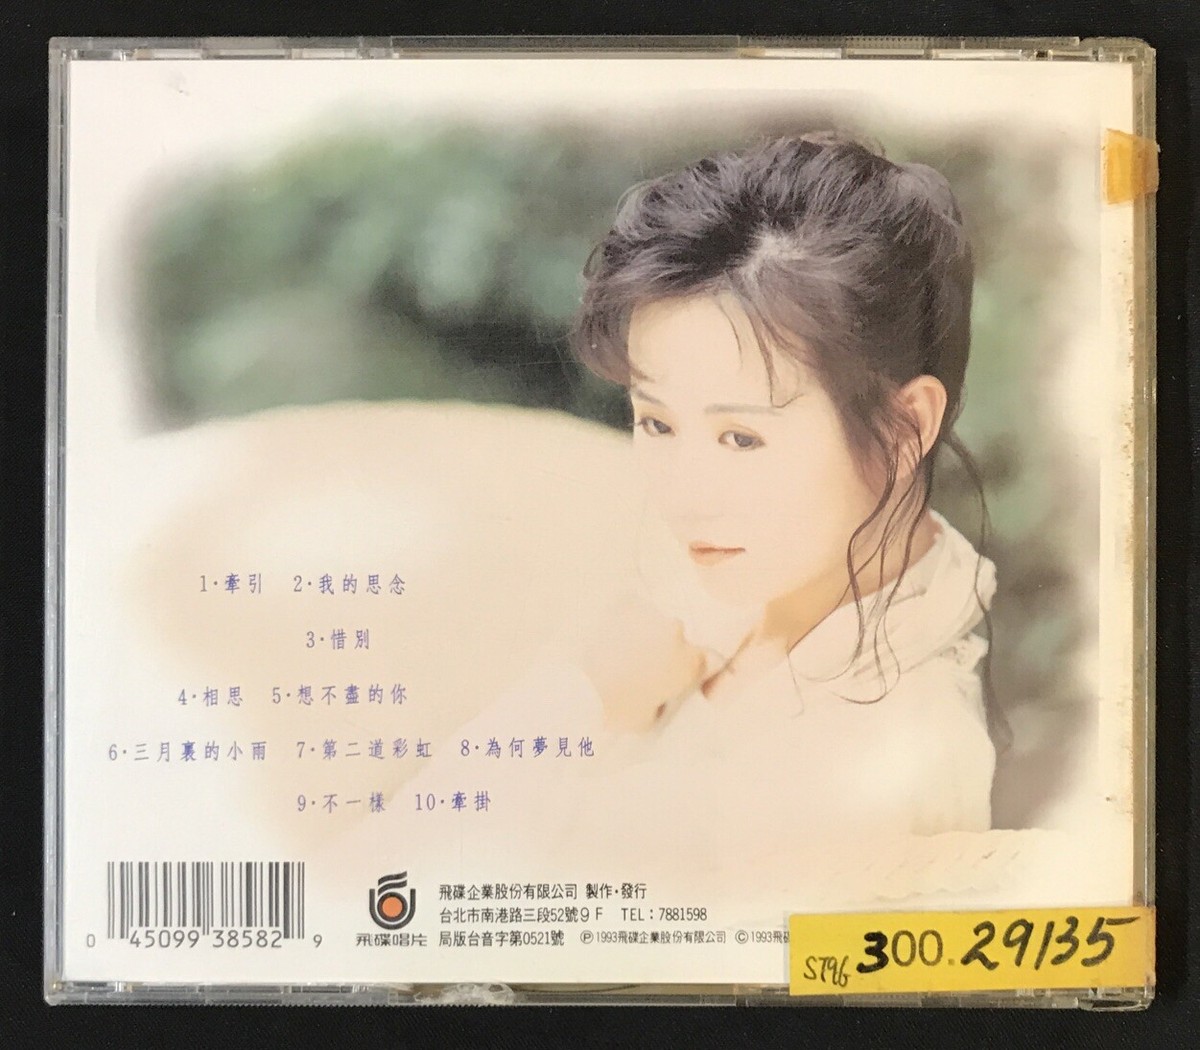 1·牽引 2·我的思念
3·惜別
4·相思 5·想不盡的你
6·三月裏的小雨 7·第二道彩虹 8·為何夢見他
9·不一樣 10·牽掛
飛碟企業股份有限公司 製作·發行
台北市南港路三段52號9F TEL：7881598
飛碟唱片 局版台音字第0521號 Ⓟ1993飛碟企業股份有限公司 Ⓒ1993飛碟
0 45099 38582 9
ST96 300.29135